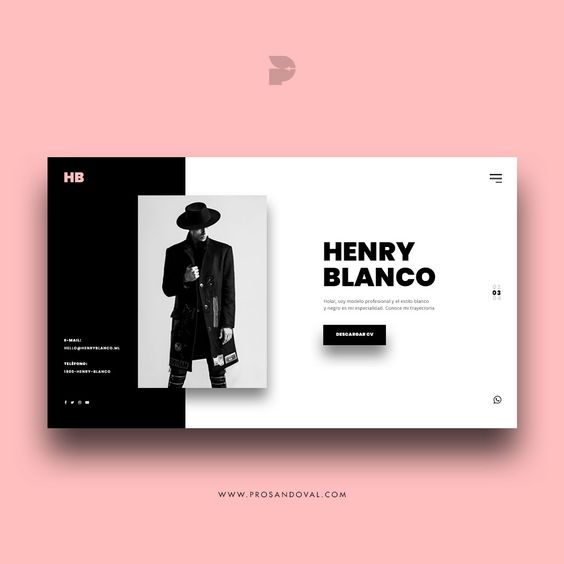 HB
HENRY
BLANCO
Hola!, soy modelo profesional y el estilo blanco
y negro es mi especialidad. Conoce mi trayectoria
DESCARGAR CV
03
E-MAIL:
HELLO@HENRYBLANCO.ML
TELÉFONO:
1800-HENRY-BLANCO
WWW.PROSANDOVAL.COM